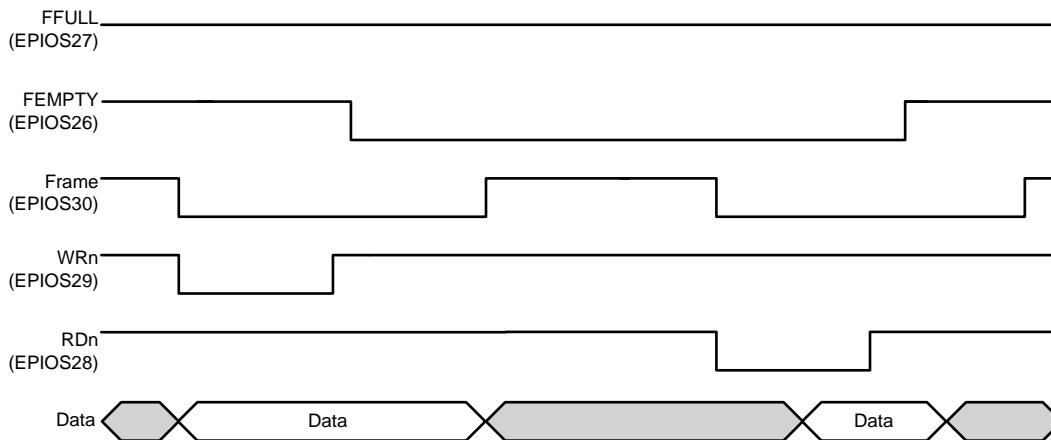 FFULL
(EPIOS27)
FEMPTY
(EPIOS26)
Frame
(EPIOS30)
WRn
(EPIOS29)
RDn
(EPIOS28)
Data
Data
Data